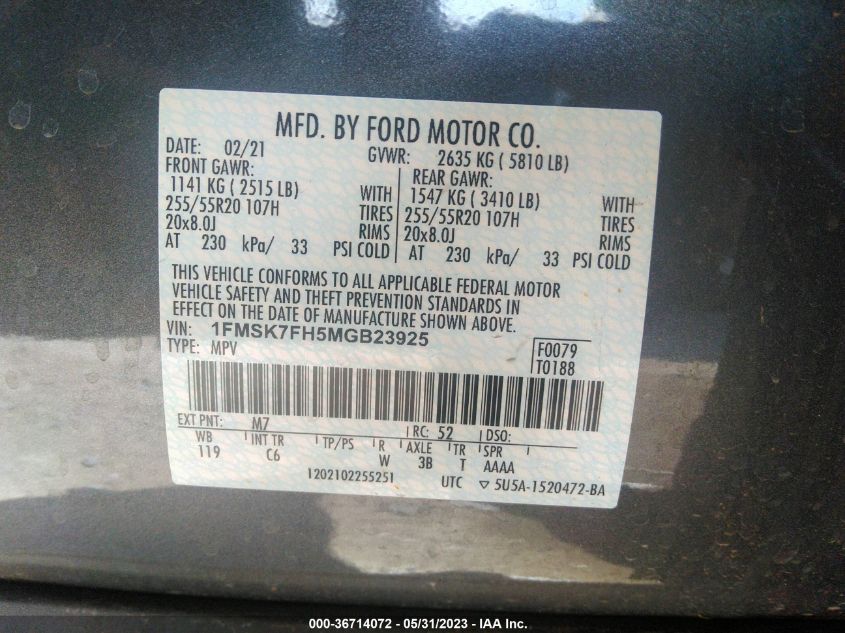 MFD. BY FORD MOTOR CO.
DATE: 02/21 GVWR: 2635 KG ( 5810 LB)
FRONT GAWR: REAR GAWR:
1141 KG ( 2515 LB) WITH 1547 KG ( 3410 LB) WITH
255/55R20 107H TIRES 255/55R20 107H TIRES
20x8.0J RIMS 20x8.0J RIMS
AT 230 kPa/ 33 PSI COLD AT 230 kPa/ 33 PSI COLD
THIS VEHICLE CONFORMS TO ALL APPLICABLE FEDERAL MOTOR
VEHICLE SAFETY AND THEFT PREVENTION STANDARDS IN
EFFECT ON THE DATE OF MANUFACTURE SHOWN ABOVE.
VIN: 1FMSK7FH5MGB23925
TYPE: MPV
F0079
T0188
EXT PNT: M7 RC: 52 DSO:
WB INT TR TP/PS R AXLE TR SPR
119 C6 W 3B T AAAA
1202102255251 UTC ▽ 5U5A-1520472-BA
000-36714072 - 05/31/2023 - IAA Inc.